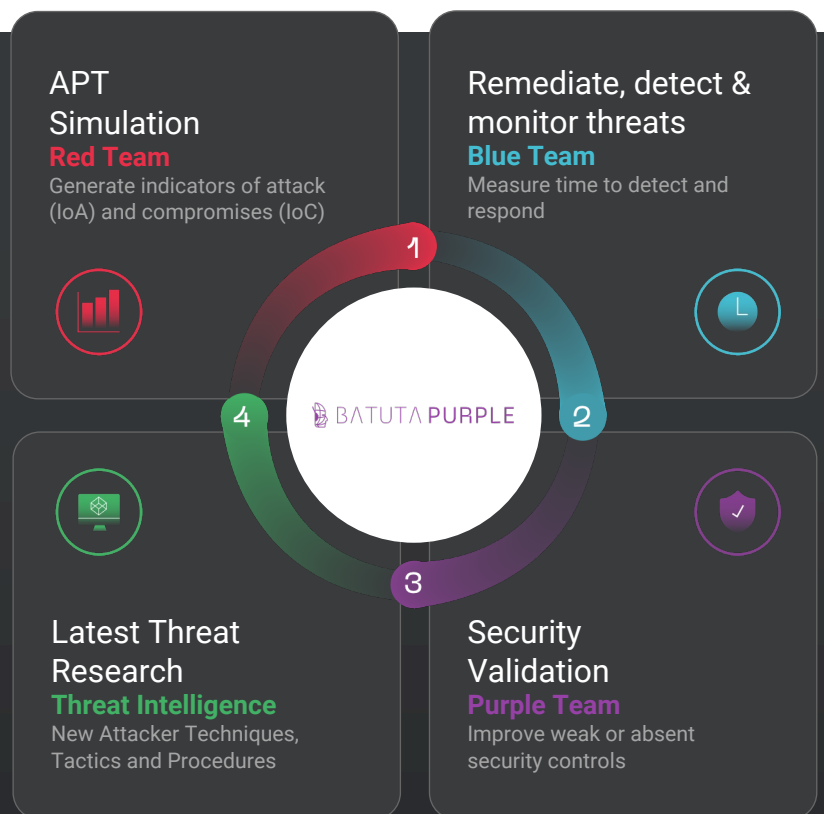 APT
Simulation
Red Team
Generate indicators of attack
(IoA) and compromises (IoC)
Remediate, detect &
monitor threats
Blue Team
Measure time to detect and
respond
1
2
3
4
BATUTA PURPLE
Latest Threat
Research
Threat Intelligence
New Attacker Techniques,
Tactics and Procedures
Security
Validation
Purple Team
Improve weak or absent
security controls